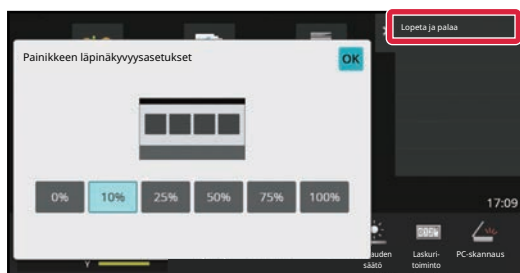 Lopeta ja palaa
Painikkeen läpinäkyvyysasetukset
OK
0% 10% 25% 50% 75% 100%
17:09
säätö
Laskuri-
toiminto
PC-skannaus
Y